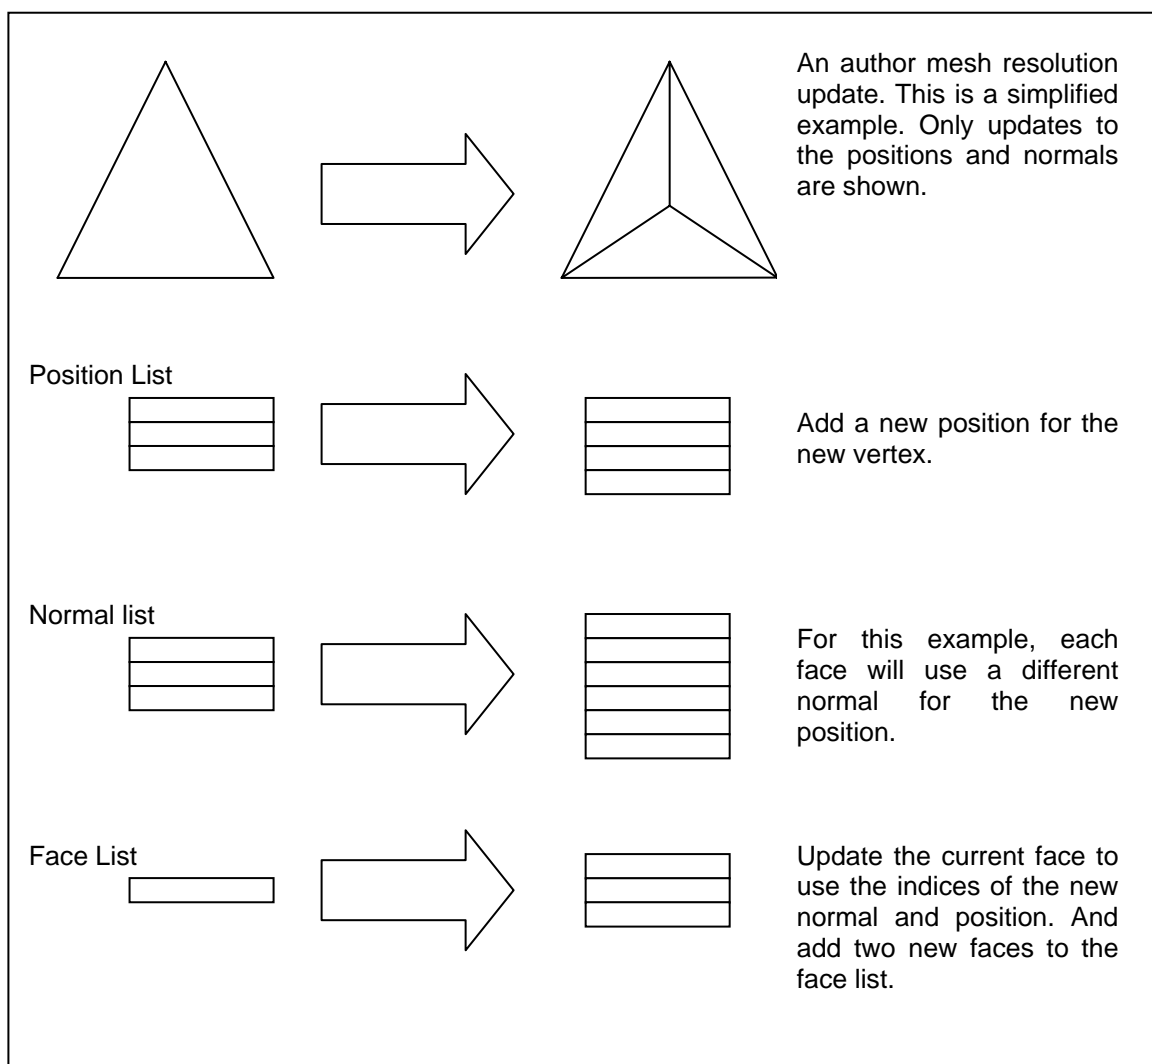 An author mesh resolution
update. This is a simplified
example. Only updates to
the positions and normals
are shown.
Position List
Add a new position for the
new vertex.
Normal list
For this example, each
face will use a different
normal for the new
position.
Face List
Update the current face to
use the indices of the new
normal and position. And
add two new faces to the
face list.